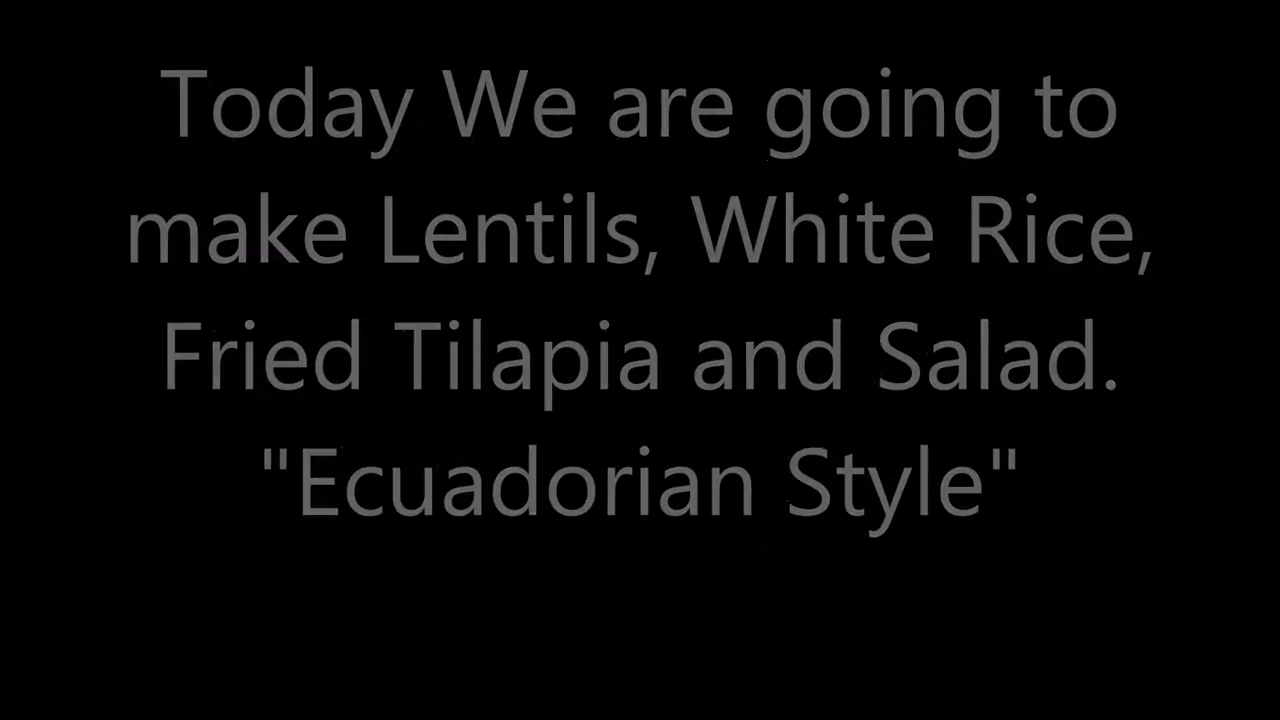 Today We are going to
make Lentils, White Rice,
Fried Tilapia and Salad.
"Ecuadorian Style"